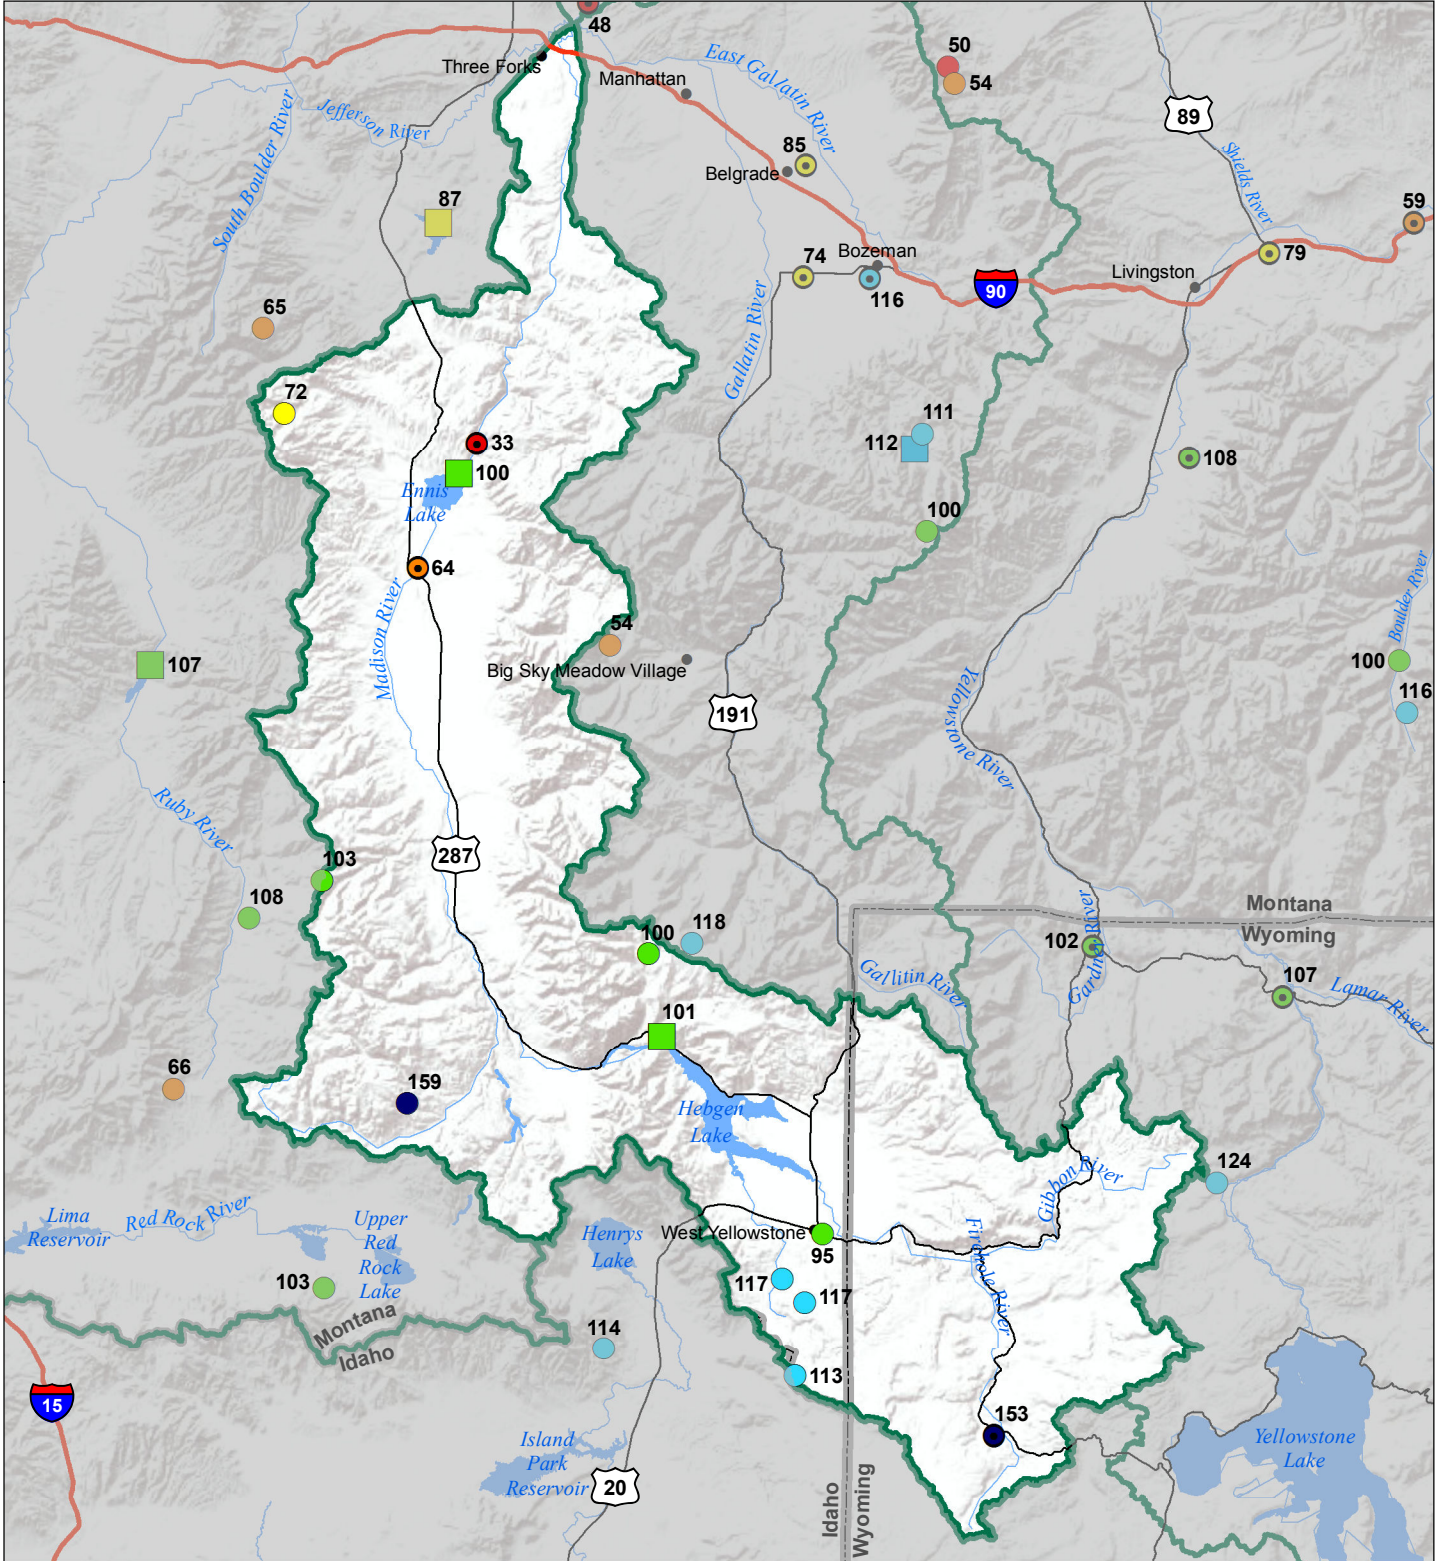 48
50
54
Three Forks
Manhattan
East Gallatin River
89
Jefferson River
South Boulder River
85
Belgrade
Shields River
87
59
74
Bozeman
116
90
Livingston
79
65
Gallatin River
72
33
100
Ennis
Lake
111
112
108
100
64
Madison River
54
Big Sky Meadow Village
107
191
Yellowstone River
Boulder River
100
116
Ruby River
287
103
108
100
118
Montana
Wyoming
102
Gardner River
Gallitin River
107
Lamar River
101
66
159
Hebgen
Lake
124
Gibbon River
Firehole River
Lima
Reservoir
Red Rock River
Upper
Red
Rock
Lake
Henrys
Lake
West Yellowstone
95
117
117
103
Montana
Idaho
114
113
15
153
Island
Park
Reservoir
20
Yellowstone
Lake
Idaho
Wyoming